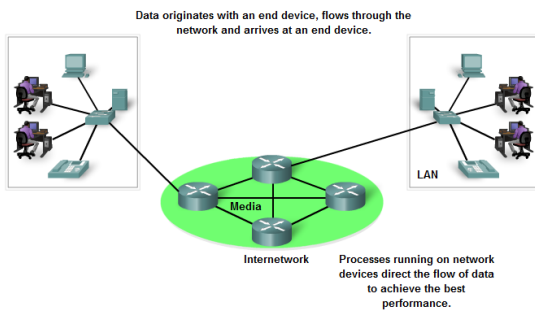 Data originates with an end device, flows through the
network and arrives at an end device.
LAN
Media
Internetwork
Processes running on network
devices direct the flow of data
to achieve the best
performance.